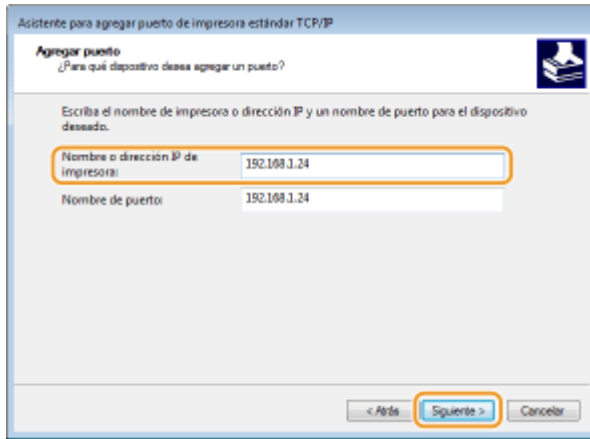 Asistente para agregar puerto de impresora estándar TCP/IP
Agregar puerto
¿Para qué dispositivo desea agregar un puerto?
Escriba el nombre de impresora o dirección IP y un nombre de puerto para el dispositivo
deseado.
Nombre o dirección IP de
impresora:
192.168.1.24
Nombre de puerto:
192.168.1.24
< Atrás
Siguiente >
Cancelar